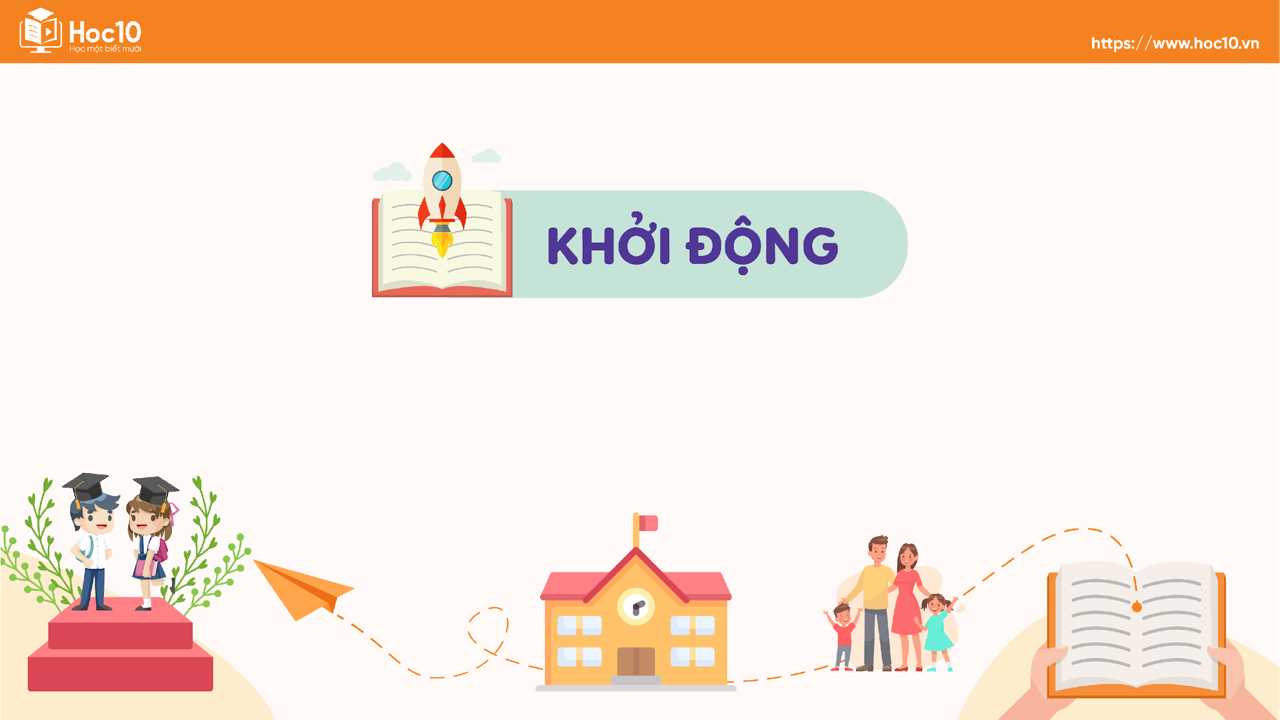 Hoc10
Học một biết mười
https://www.hoc10.vn
KHỞI ĐỘNG